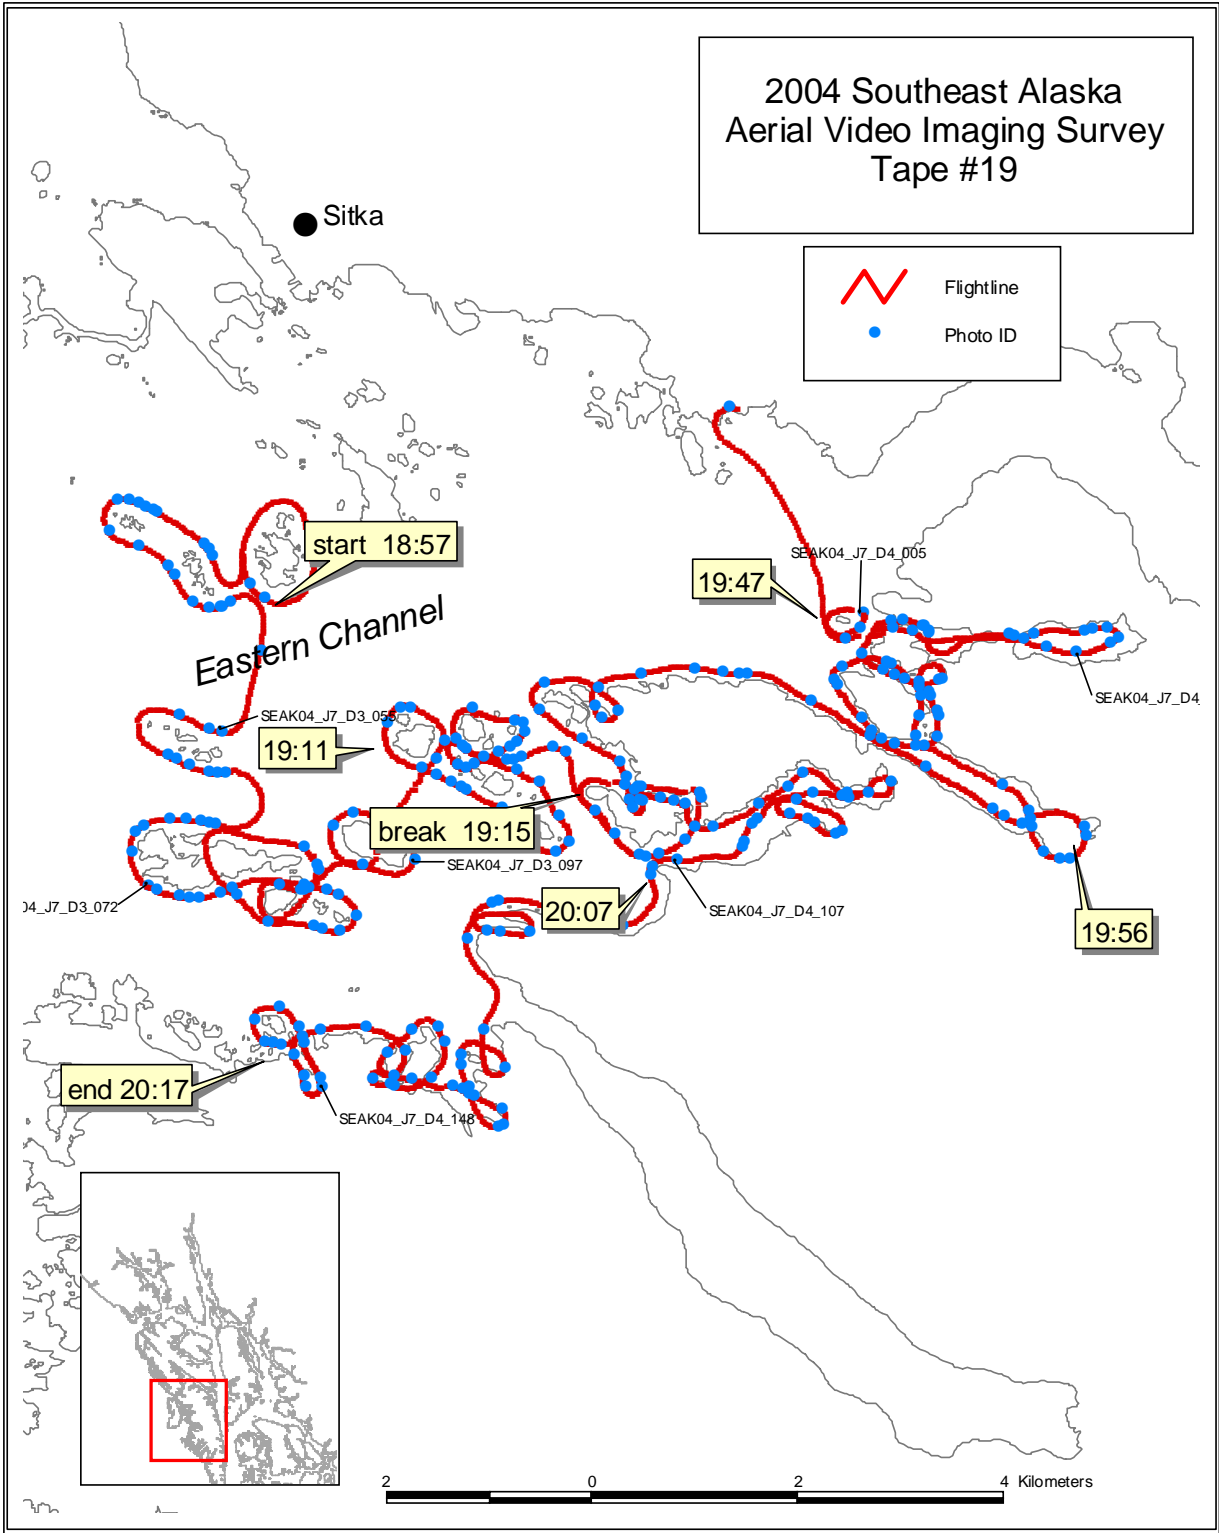 2004 Southeast Alaska
Aerial Video Imaging Survey
Tape #19
Sitka
Flightline
Photo ID
start 18:57
SEAK04_J7_D4_005
19:47
Eastern Channel
SEAK04_J7_D4_
SEAK04_J7_D3_055
19:11
break 19:15
SEAK04_J7_D3_097
04_J7_D3_072
20:07
SEAK04_J7_D4_107
19:56
end 20:17
SEAK04_J7_D4_148
2 0 2 4 Kilometers